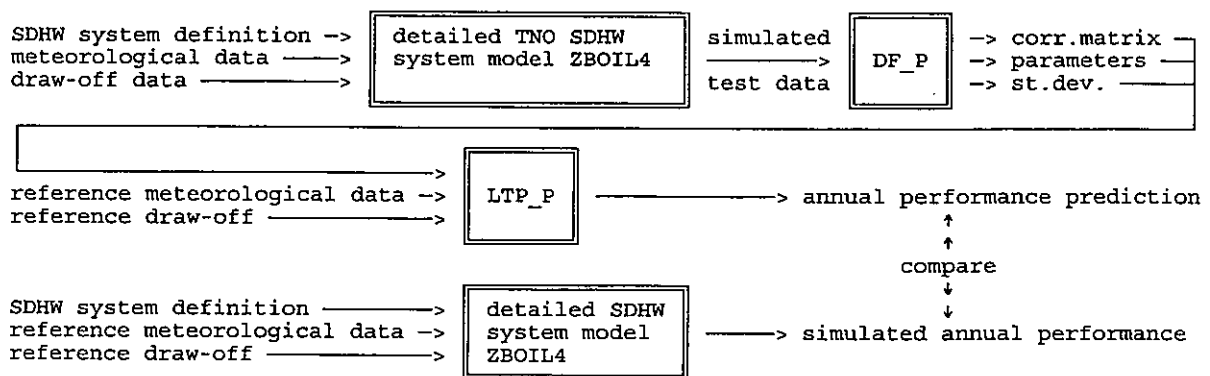 SDHW system definition –> detailed TNO SDHW simulated –> corr.matrix
meteorological data ––> system model ZBOIL4 ––> DF_P –> parameters
draw-off data ––> test data –> st.dev.
reference meteorological data –> LTP_P ––> annual performance prediction
reference draw-off ––>
compare
SDHW system definition ––> detailed SDHW
reference meteorological data –> system model ––> simulated annual performance
reference draw-off ––> ZBOIL4